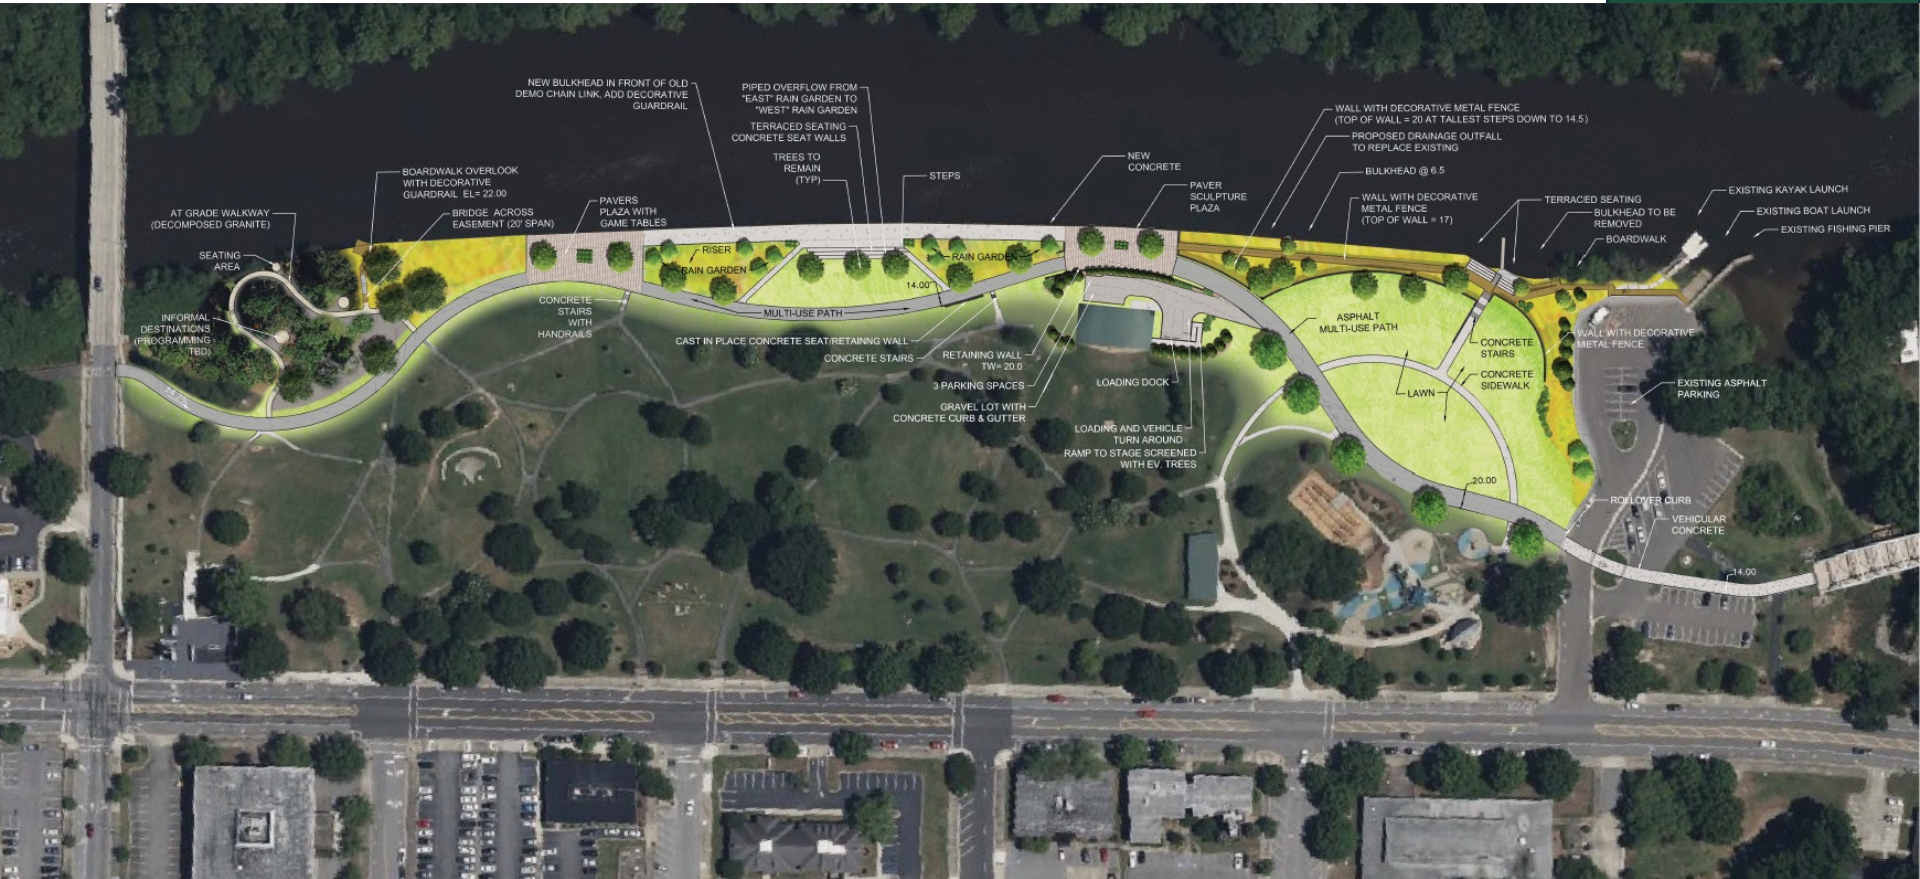 NEW BULKHEAD IN FRONT OF OLD
DEMO CHAIN LINK, ADD DECORATIVE
GUARDRAIL
PIPED OVERFLOW FROM
"EAST" RAIN GARDEN TO
"WEST" RAIN GARDEN
TERRACED SEATING
CONCRETE SEAT WALLS
TREES TO
REMAIN
(TYP)
STEPS
NEW
CONCRETE
PAVER
SCULPTURE
PLAZA
WALL WITH DECORATIVE METAL FENCE
(TOP OF WALL = 20 AT TALLEST STEPS DOWN TO 14.5)
PROPOSED DRAINAGE OUTFALL
TO REPLACE EXISTING
BULKHEAD @ 6.5
WALL WITH DECORATIVE
METAL FENCE
(TOP OF WALL = 17)
TERRACED SEATING
BULKHEAD TO BE
REMOVED
BOARDWALK
EXISTING KAYAK LAUNCH
EXISTING BOAT LAUNCH
EXISTING FISHING PIER
BOARDWALK OVERLOOK
WITH DECORATIVE
GUARDRAIL EL= 22.00
BRIDGE ACROSS
EASEMENT (20' SPAN)
PAVERS
PLAZA WITH
GAME TABLES
AT GRADE WALKWAY
(DECOMPOSED GRANITE)
SEATING
AREA
INFORMAL
DESTINATIONS
(PROGRAMMING
TBD)
RISER
RAIN GARDEN
RAIN GARDEN
14.00
MULTI-USE PATH
CONCRETE
STAIRS
WITH
HANDRAILS
CAST IN PLACE CONCRETE SEAT/RETAINNG WALL
CONCRETE STAIRS
RETAINING WALL
TW= 20.0
3 PARKING SPACES
GRAVEL LOT WITH
CONCRETE CURB & GUTTER
LOADING DOCK
LOADING AND VEHICLE
TURN AROUND
RAMP TO STAGE SCREENED
WITH EV. TREES
ASPHALT
MULTI-USE PATH
LAWN
CONCRETE
STAIRS
CONCRETE
SIDEWALK
WALL WITH DECORATIVE
METAL FENCE
EXISTING ASPHALT
PARKING
20.00
ROLLOVER CURB
VEHICULAR
CONCRETE
14.00